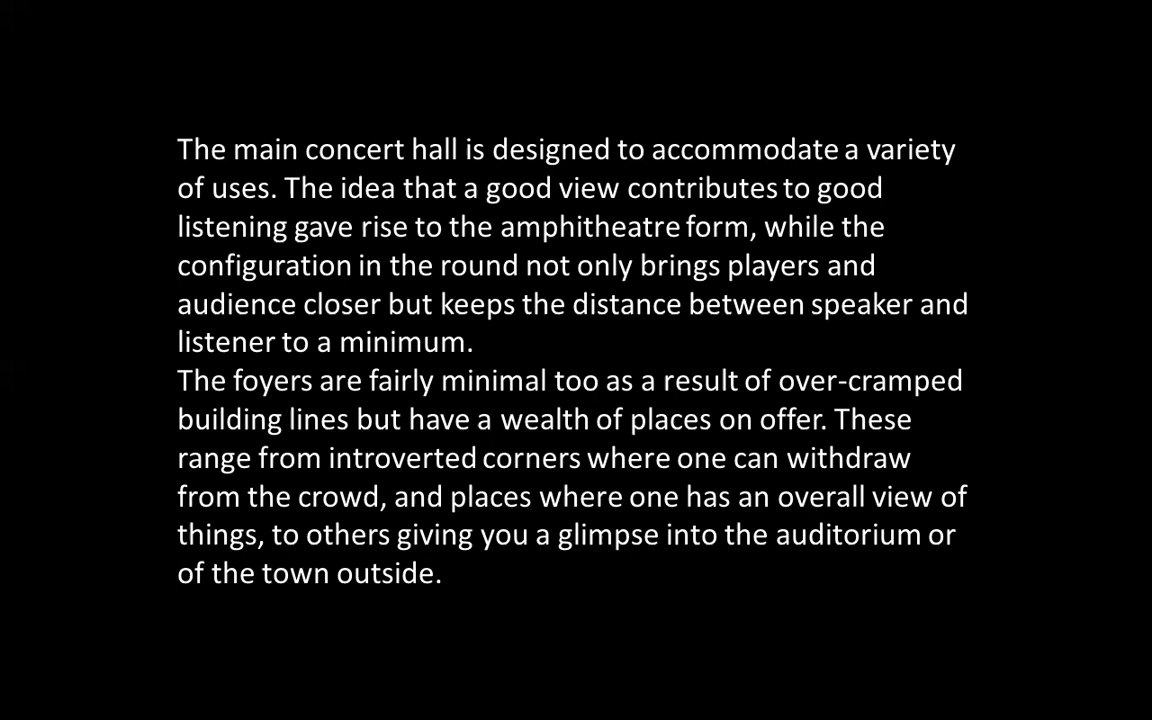 The main concert hall is designed to accommodate a variety
of uses. The idea that a good view contributes to good
listening gave rise to the amphitheatre form, while the
configuration in the round not only brings players and
audience closer but keeps the distance between speaker and
listener to a minimum.
The foyers are fairly minimal too as a result of over-cramped
building lines but have a wealth of places on offer. These
range from introverted corners where one can withdraw
from the crowd, and places where one has an overall view of
things, to others giving you a glimpse into the auditorium or
of the town outside.